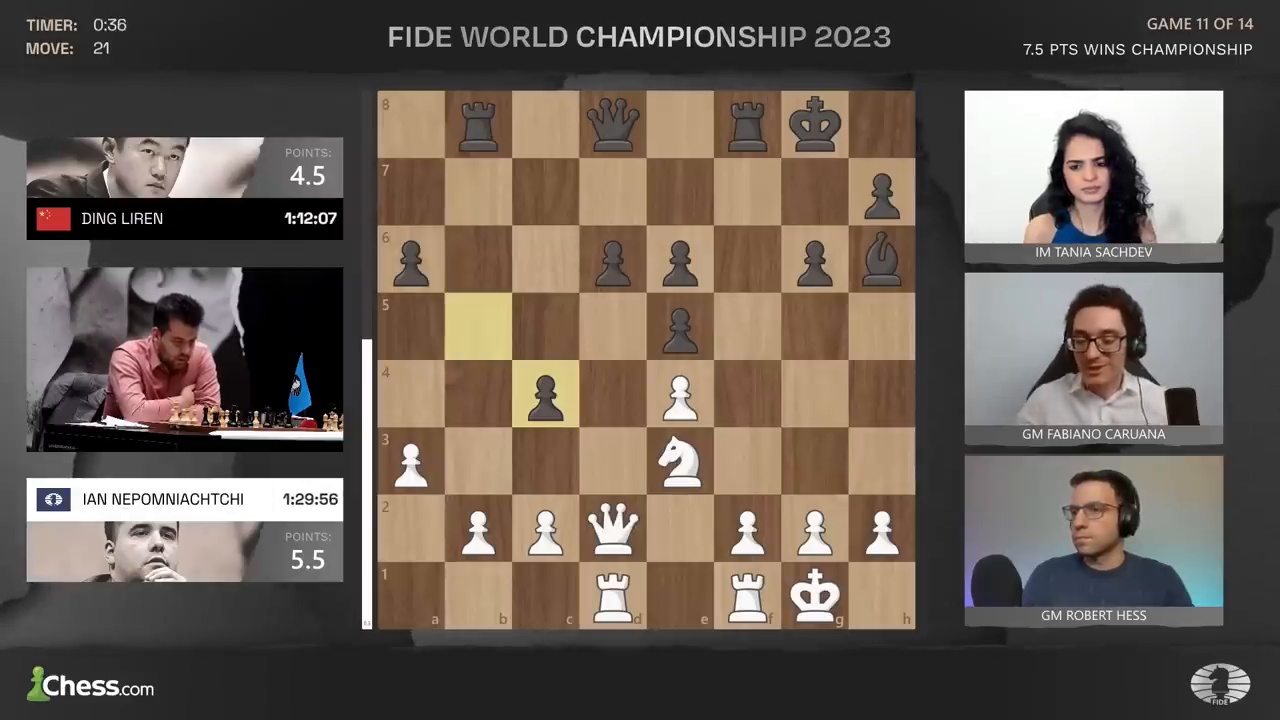 TIMER: 0:36
MOVE: 21
FIDE WORLD CHAMPIONSHIP 2023
GAME 11 OF 14
7.5 PTS WINS CHAMPIONSHIP
POINTS:
4.5
DING LIREN 1:12:07
IAN NEPOMNIACHTCHI 1:29:56
POINTS:
5.5
8
7
6
5
4
3
2
1
a b c d e f g h
IM TANIA SACHDEV
GM FABIANO CARUANA
GM ROBERT HESS
Chess.com
FIDE